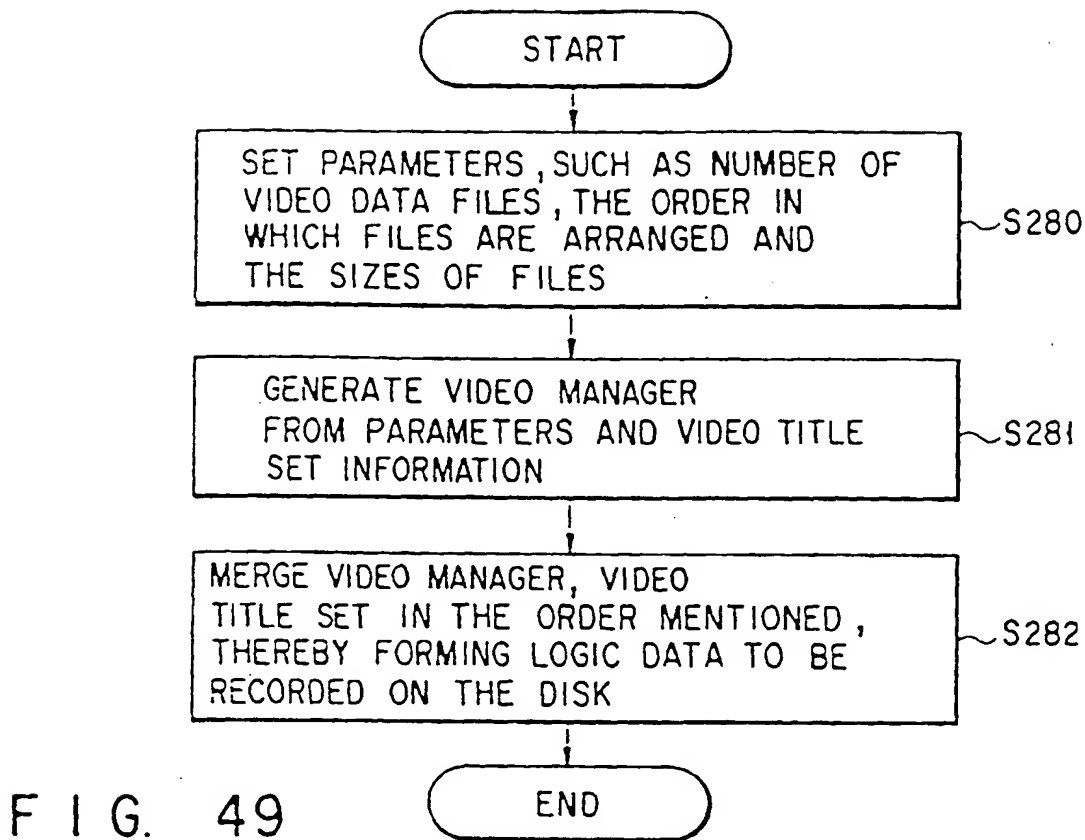 START
SET PARAMETERS, SUCH AS NUMBER OF
VIDEO DATA FILES, THE ORDER IN
WHICH FILES ARE ARRANGED AND
THE SIZES OF FILES
S280
GENERATE VIDEO MANAGER
FROM PARAMETERS AND VIDEO TITLE
SET INFORMATION
S281
MERGE VIDEO MANAGER, VIDEO
TITLE SET IN THE ORDER MENTIONED,
THEREBY FORMING LOGIC DATA TO BE
RECORDED ON THE DISK
S282
END
FIG. 49